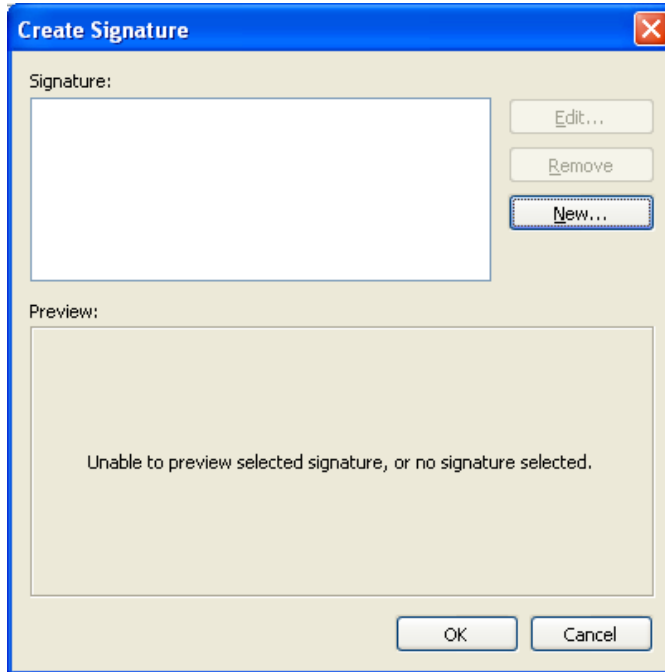 Create Signature
Signature:
Edit...
Remove
New...
Preview:
Unable to preview selected signature, or no signature selected.
OK
Cancel